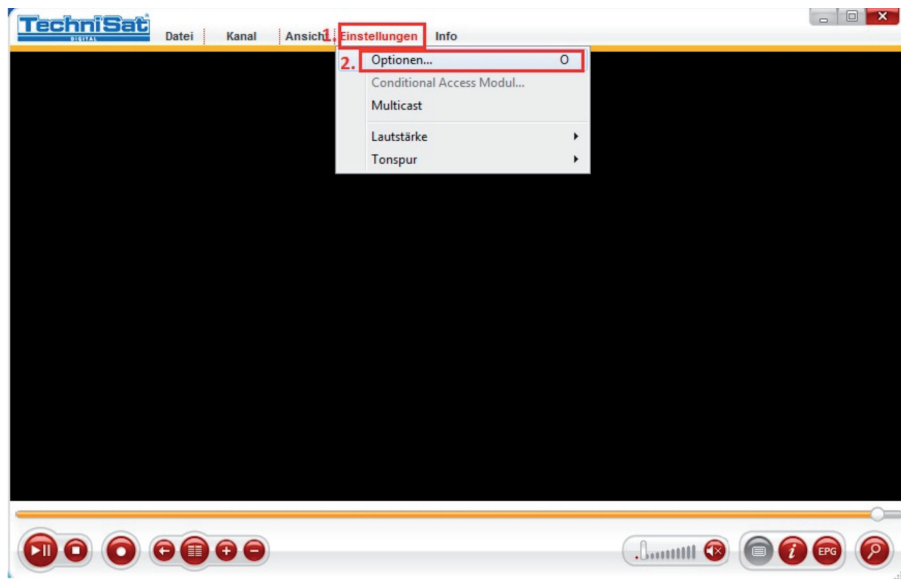 TechniSat
DIGITAL
Datei Kanal Ansicht 1. Einstellungen Info
2. Optionen... O
Conditional Access Modul...
Multicast
Lautstärke
Tonspur
i EPG